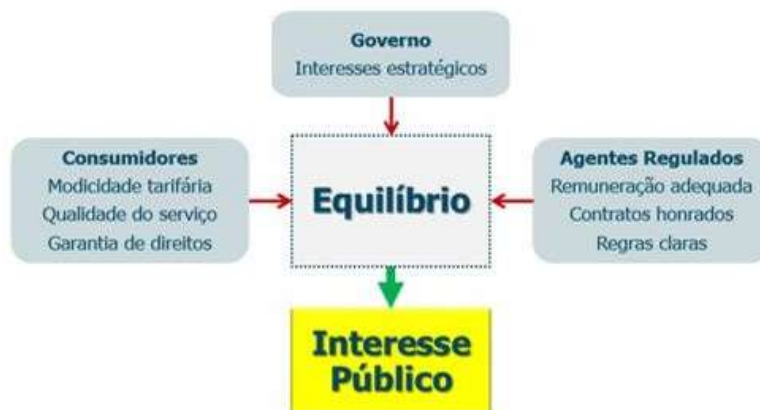 Governo
Interesses estratégicos
Consumidores
Modicidade tarifária
Qualidade do serviço
Garantia de direitos
Equilíbrio
Agentes Regulados
Remuneração adequada
Contratos honrados
Regras claras
Interesse
Público